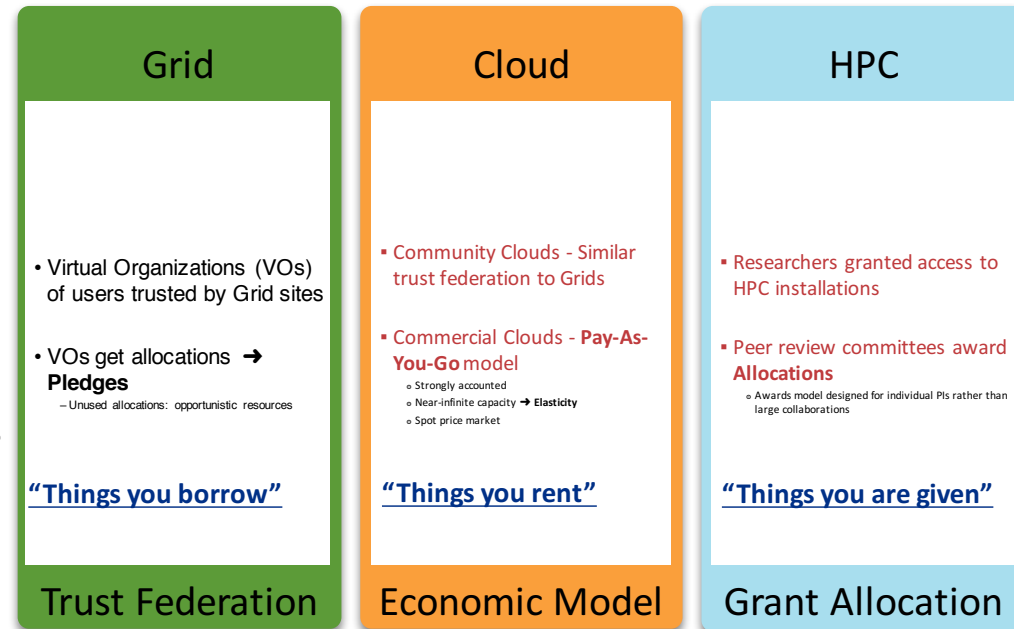 Grid
• Virtual Organizations (VOs)
of users trusted by Grid sites
• VOs get allocations ➜
Pledges
– Unused allocations: opportunistic resources
“Things you borrow”
Trust Federation
Cloud
▪ Community Clouds - Similar
trust federation to Grids
▪ Commercial Clouds - Pay-As-
You-Go model
o Strongly accounted
o Near-infinite capacity ➜ Elasticity
o Spot price market
“Things you rent”
Economic Model
HPC
▪ Researchers granted access to
HPC installations
▪ Peer review committees award
Allocations
o Awards model designed for individual PIs rather than
large collaborations
“Things you are given”
Grant Allocation